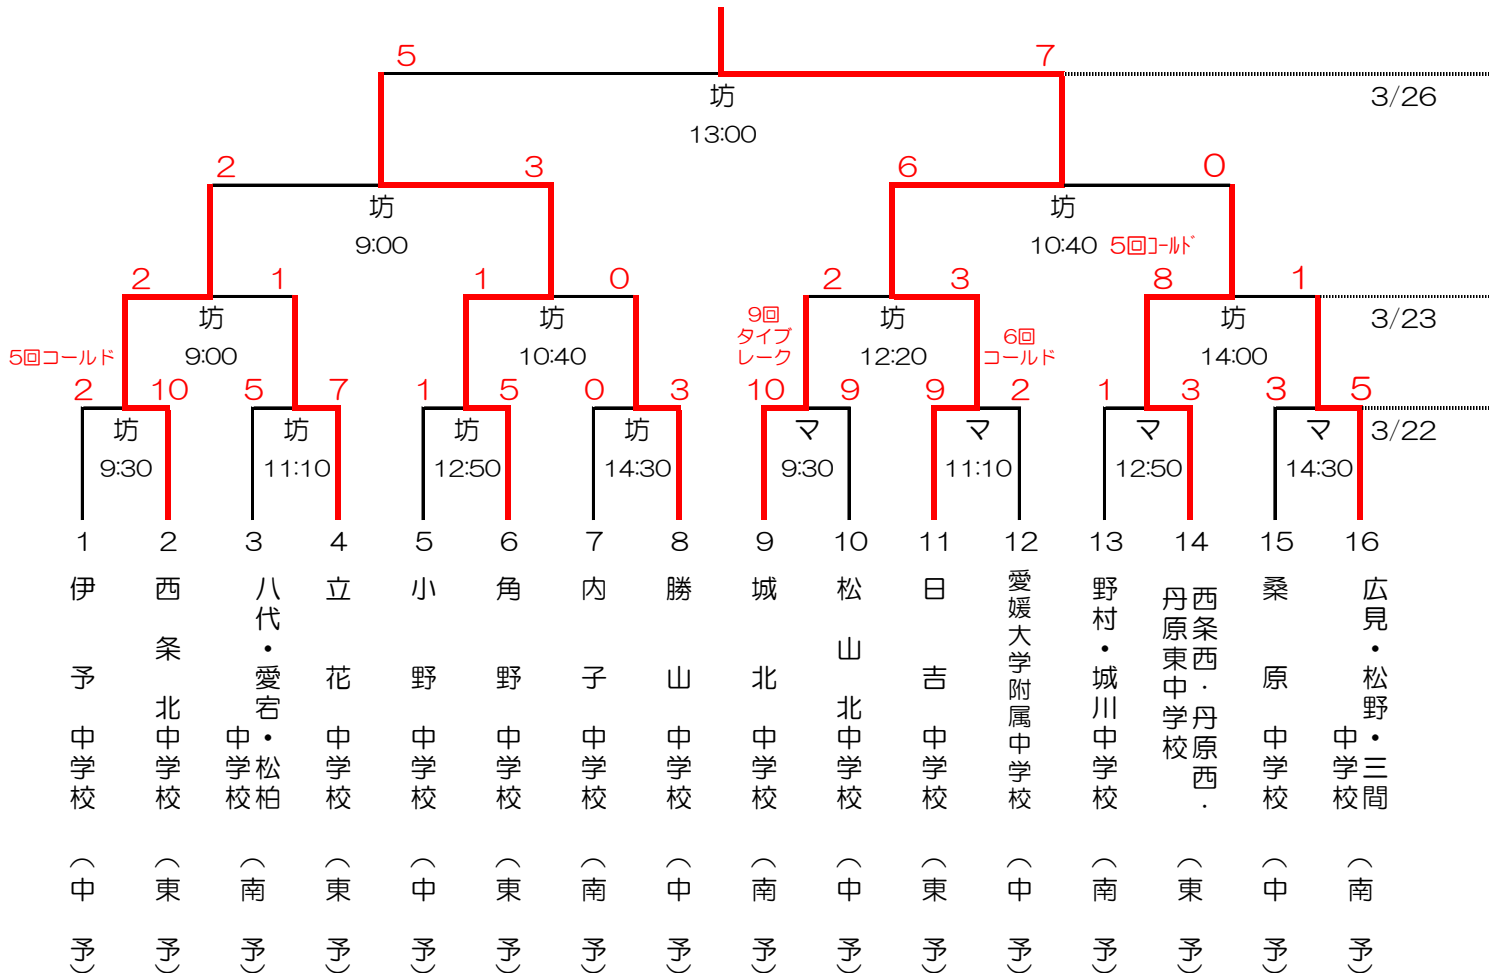 5 7
坊
13:00
3/26
2 3 6 0
坊 坊
9:00 10:40 5回ｺｰﾙﾄﾞ
2 1 1 0 2 3 8 1
坊 坊 坊 坊 3/23
9:00 10:40 12:20 14:00
5回コールド
9回
タイブ
レーク
6回
コールド
2 10 5 7 1 5 0 3 10 9 9 2 1 3 3 5
坊 坊 坊 坊 マ マ マ マ 3/22
9:30 11:10 12:50 14:30 9:30 11:10 12:50 14:30
1 2 3 4 5 6 7 8 9 10 11 12 13 14 15 16
伊予中学校（中予）
西条北中学校（東予）
八代・愛宕・松柏
中学校（南予）
立花中学校（東予）
小野中学校（中予）
角野中学校（東予）
内子中学校（南予）
勝山中学校（中予）
城北中学校（南予）
松山北中学校（中予）
日吉中学校（東予）
愛媛大学附属中学校（中予）
野村・城川中学校（南予）
西条西・丹原西・
丹原東中学校（東予）
桑原中学校（中予）
広見・松野・三間
中学校（南予）